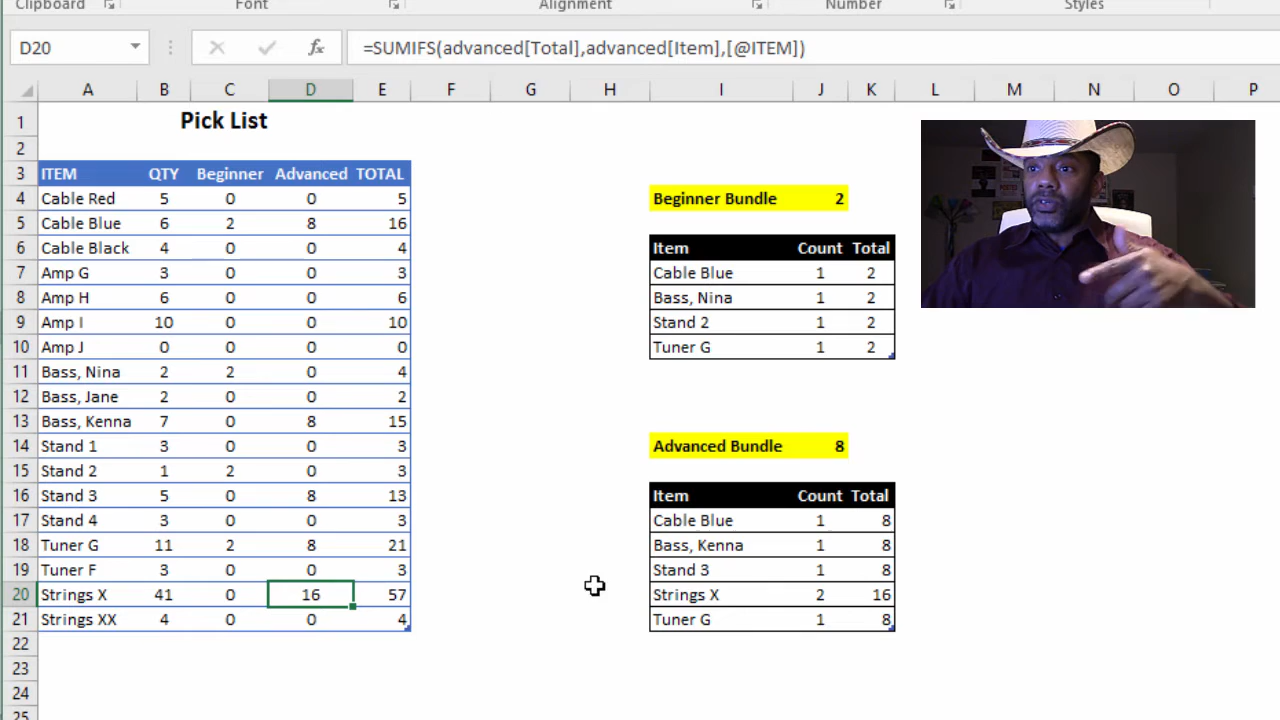 Clipboard Font Alignment Number Styles
D20 fx =SUMIFS(advanced[Total],advanced[Item],[@ITEM])
A B C D E F G H I J K L M N O P
1 Pick List
2
3 ITEM QTY Beginner Advanced TOTAL
4 Cable Red 5 0 0 5 Beginner Bundle 2
5 Cable Blue 6 2 8 16
6 Cable Black 4 0 0 4 Item Count Total
7 Amp G 3 0 0 3 Cable Blue 1 2
8 Amp H 6 0 0 6 Bass, Nina 1 2
9 Amp I 10 0 0 10 Stand 2 1 2
10 Amp J 0 0 0 0 Tuner G 1 2
11 Bass, Nina 2 2 0 4
12 Bass, Jane 2 0 0 2
13 Bass, Kenna 7 0 8 15
14 Stand 1 3 0 0 3 Advanced Bundle 8
15 Stand 2 1 2 0 3
16 Stand 3 5 0 8 13 Item Count Total
17 Stand 4 3 0 0 3 Cable Blue 1 8
18 Tuner G 11 2 8 21 Bass, Kenna 1 8
19 Tuner F 3 0 0 3 Stand 3 1 8
20 Strings X 41 0 16 57 Strings X 2 16
21 Strings XX 4 0 0 4 Tuner G 1 8
22
23
24
25